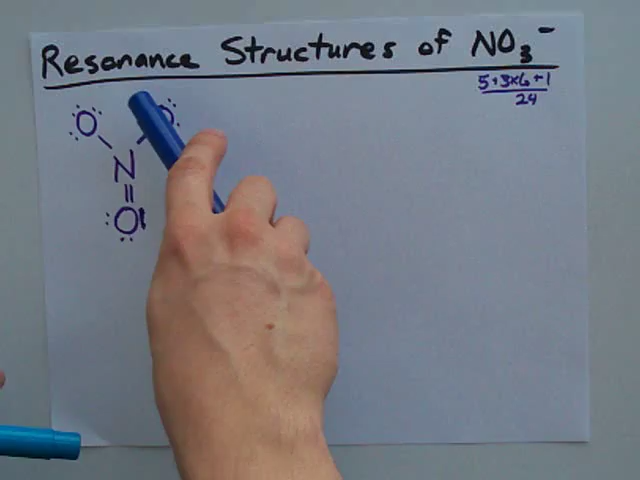 Resonance Structures of NO₃⁻
5+3×6+1
24
O O
N
O